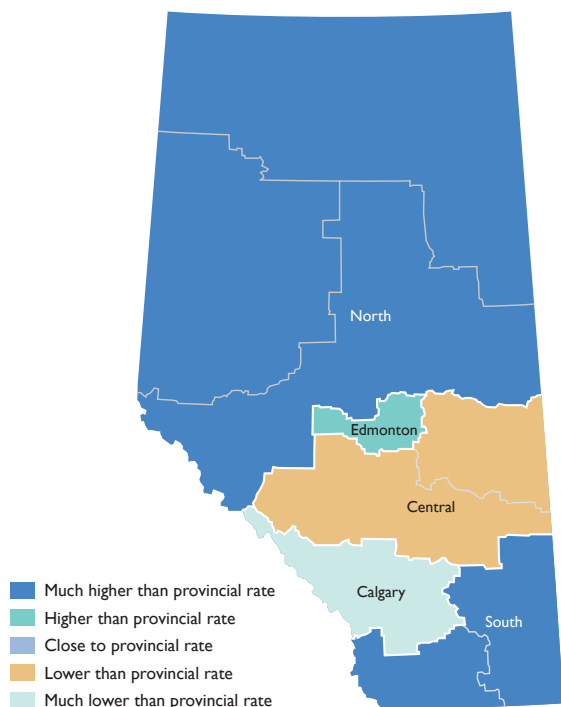 North
Edmonton
Central
Calgary
South
Much higher than provincial rate
Higher than provincial rate
Close to provincial rate
Lower than provincial rate
Much lower than provincial rate